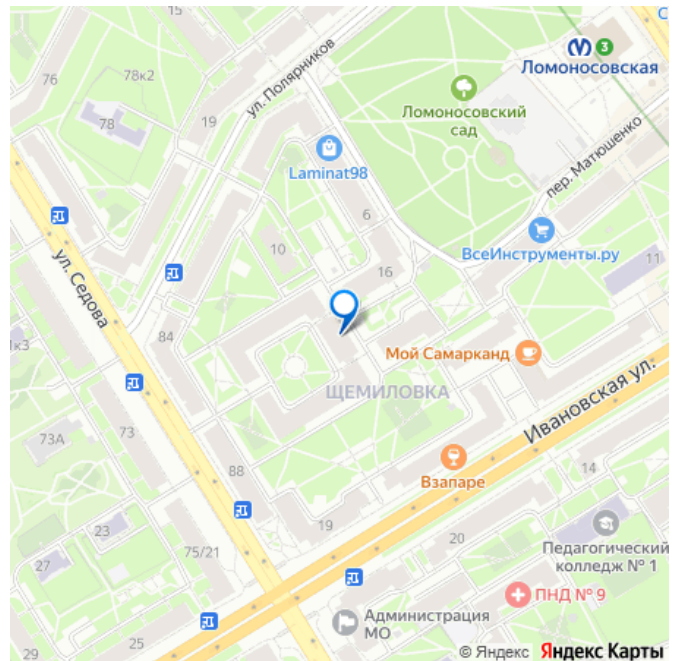 15
С
3
Ломоносовская
76
78к2
ул. Полярников
78
19
Ломоносовский
сад
пер. Матюшенко
Laminat98
6
ВсеИнструменты.ру
10
11
16
ул. Седова
84
1к3
Мой Самарканд
Ивановская ул.
ЩЕМИЛОВКА
73А
73
88
Взапаре
14
19
23
20
Педагогический
колледж № 1
75/21
27
ПНД № 9
Администрация
МО
25
29
© Яндекс Яндекс Карты